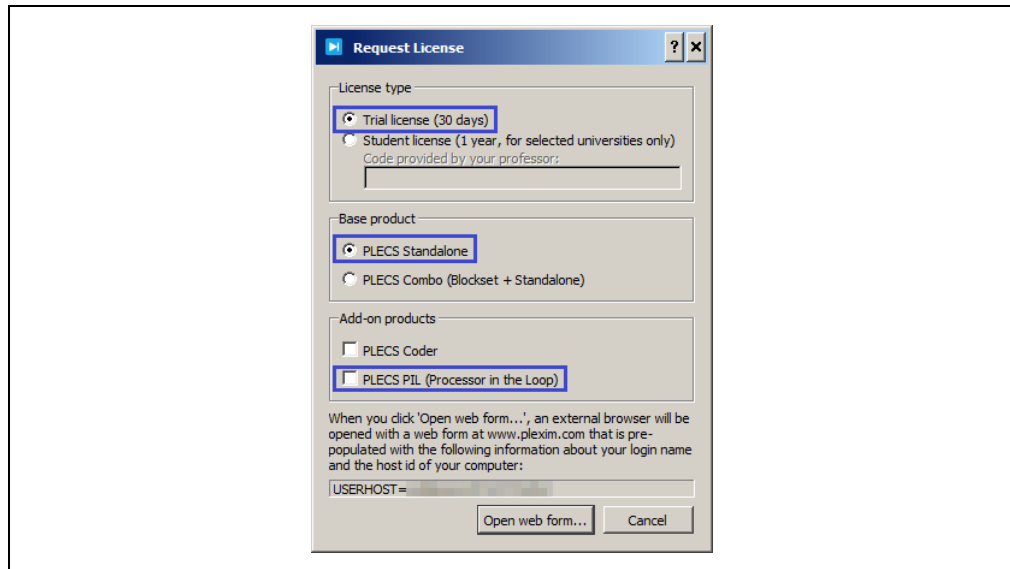 Request License
License type
Trial license (30 days)
Student license (1 year, for selected universities only)
Code provided by your professor:
Base product
PLECS Standalone
PLECS Combo (Blockset + Standalone)
Add-on products
PLECS Coder
PLECS PIL (Processor in the Loop)
When you click 'Open web form...', an external browser will be
opened with a web form at www.plexim.com that is pre-
populated with the following information about your login name
and the host id of your computer:
USERHOST=
Open web form... Cancel